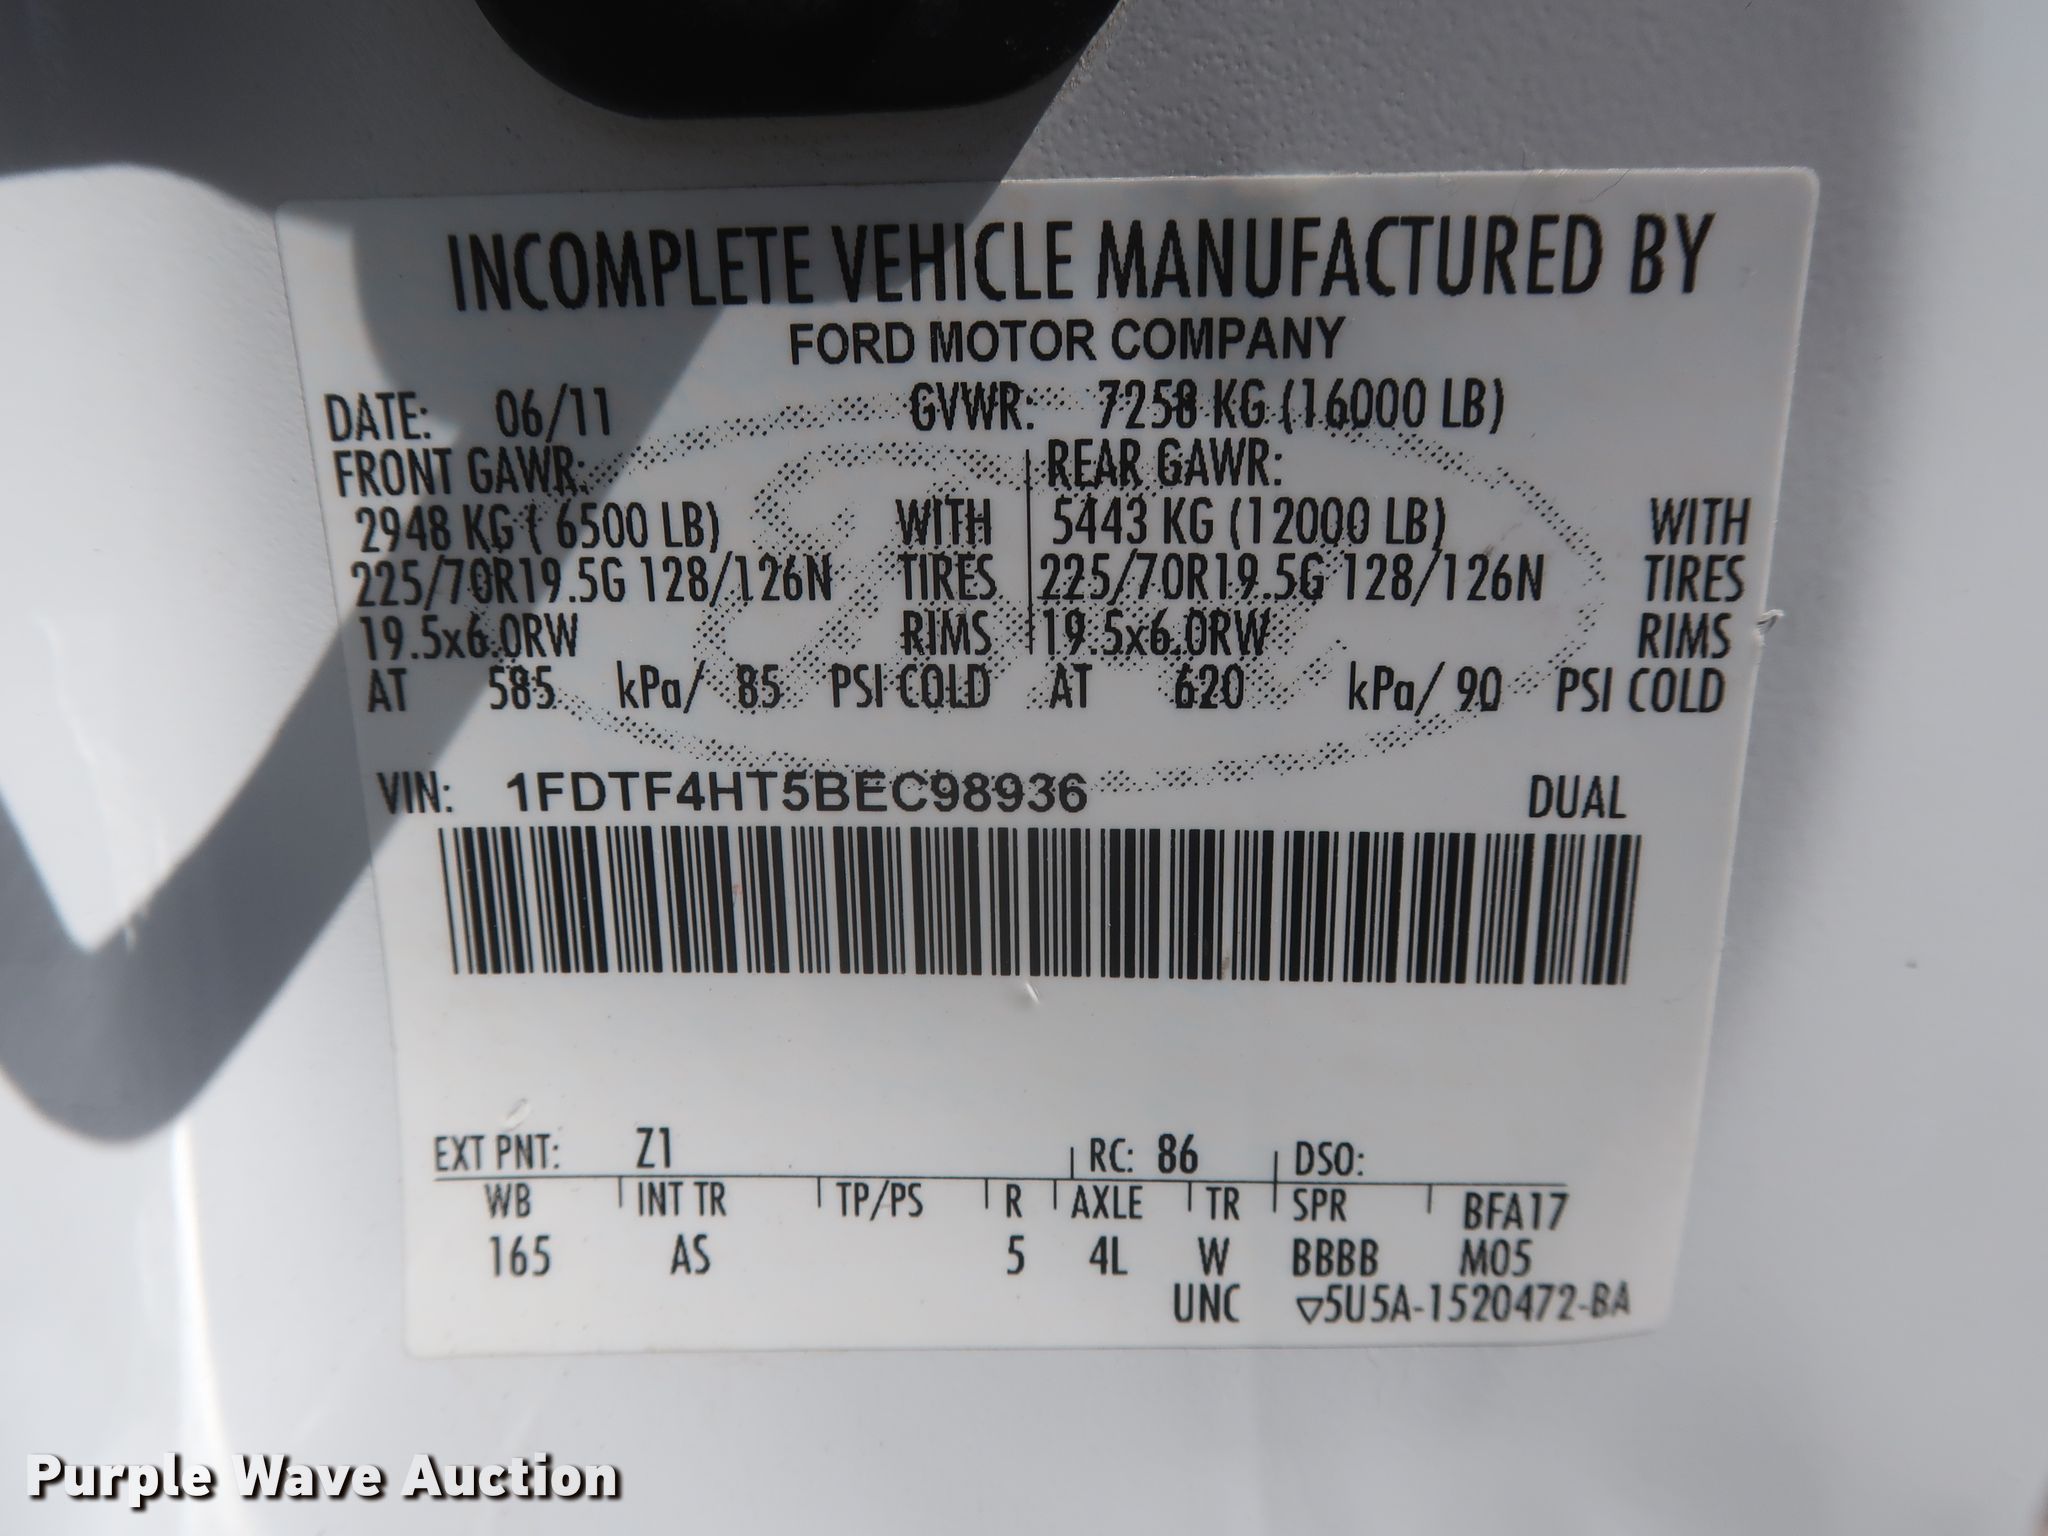 INCOMPLETE VEHICLE MANUFACTURED BY
FORD MOTOR COMPANY
DATE: 06/11 GVWR: 7258 KG (16000 LB)
FRONT GAWR: REAR GAWR:
2948 KG ( 6500 LB) WITH 5443 KG (12000 LB) WITH
225/70R19.5G 128/126N TIRES 225/70R19.5G 128/126N TIRES
19.5x6.0RW RIMS 19.5x6.0RW RIMS
AT 585 kPa/ 85 PSI COLD AT 620 kPa/ 90 PSI COLD
VIN: 1FDTF4HT5BEC98936 DUAL
EXT PNT: Z1 RC: 86 DSO:
WB INT TR TP/PS R AXLE TR SPR BFA17
165 AS 5 4L W BBBB M05
UNC ▽5U5A-1520472-BA
Purple Wave Auction